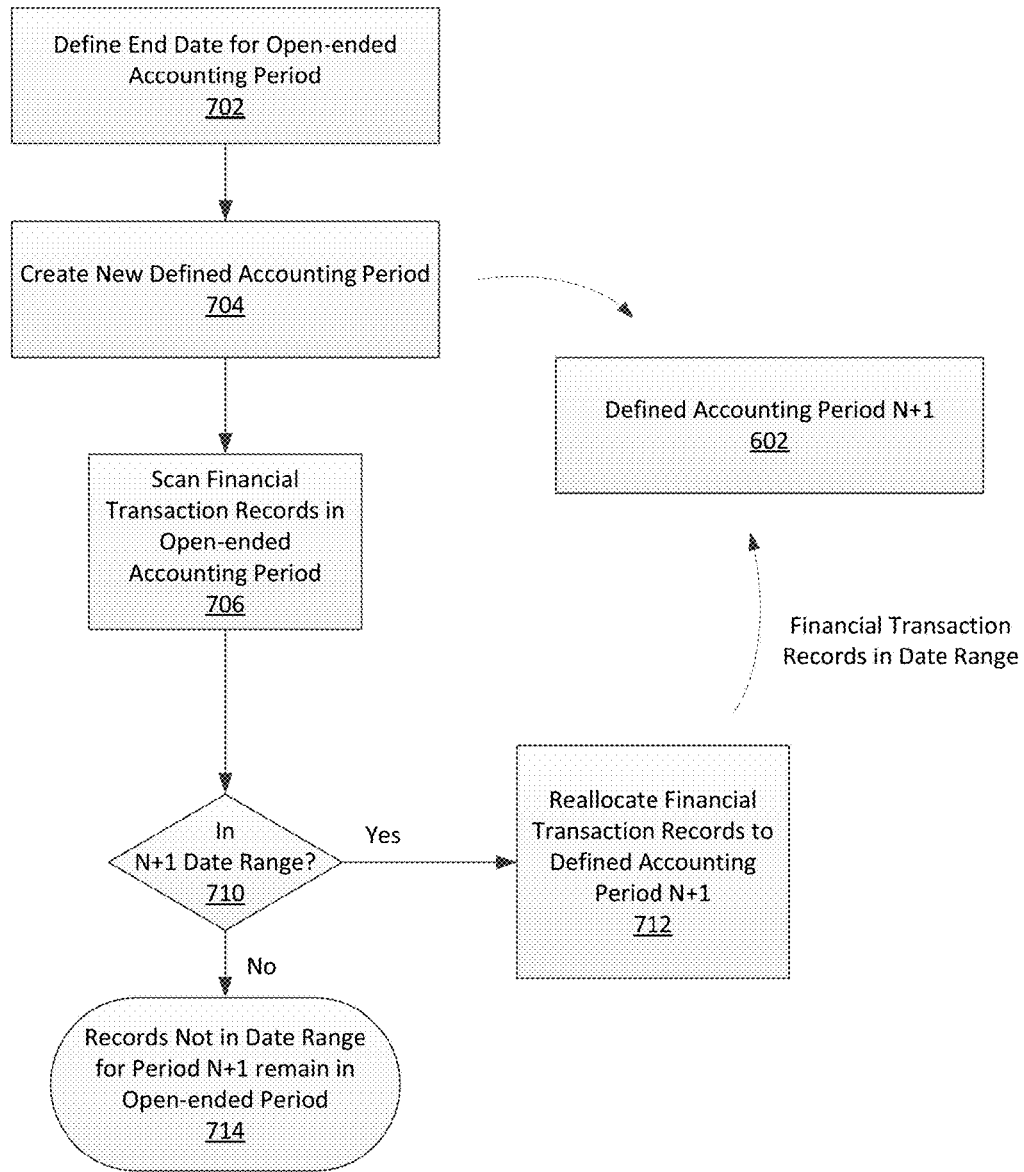 Define End Date for Open-ended
Accounting Period
702
Create New Defined Accounting Period
704
Defined Accounting Period N+1
602
Scan Financial
Transaction Records in
Open-ended
Accounting Period
706
Financial Transaction
Records in Date Range
In
N+1 Date Range?
710
Yes
Reallocate Financial
Transaction Records to
Defined Accounting
Period N+1
712
No
Records Not in Date Range
for Period N+1 remain in
Open-ended Period
714